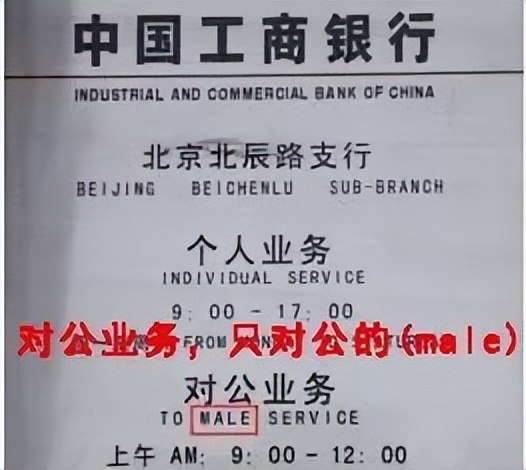 中国工商银行
INDUSTRIAL AND COMMERCIAL BANK OF CHINA
北京北辰路支行
BEIJING BEICHENLU SUB-BRANCH
个人业务
INDIVIDUAL SERVICE
9: 00 - 17: 00
对公业务，只对公的(male)
FROM
对公业务
TO MALE SERVICE
上午 AM: 9: 00 - 12: 00